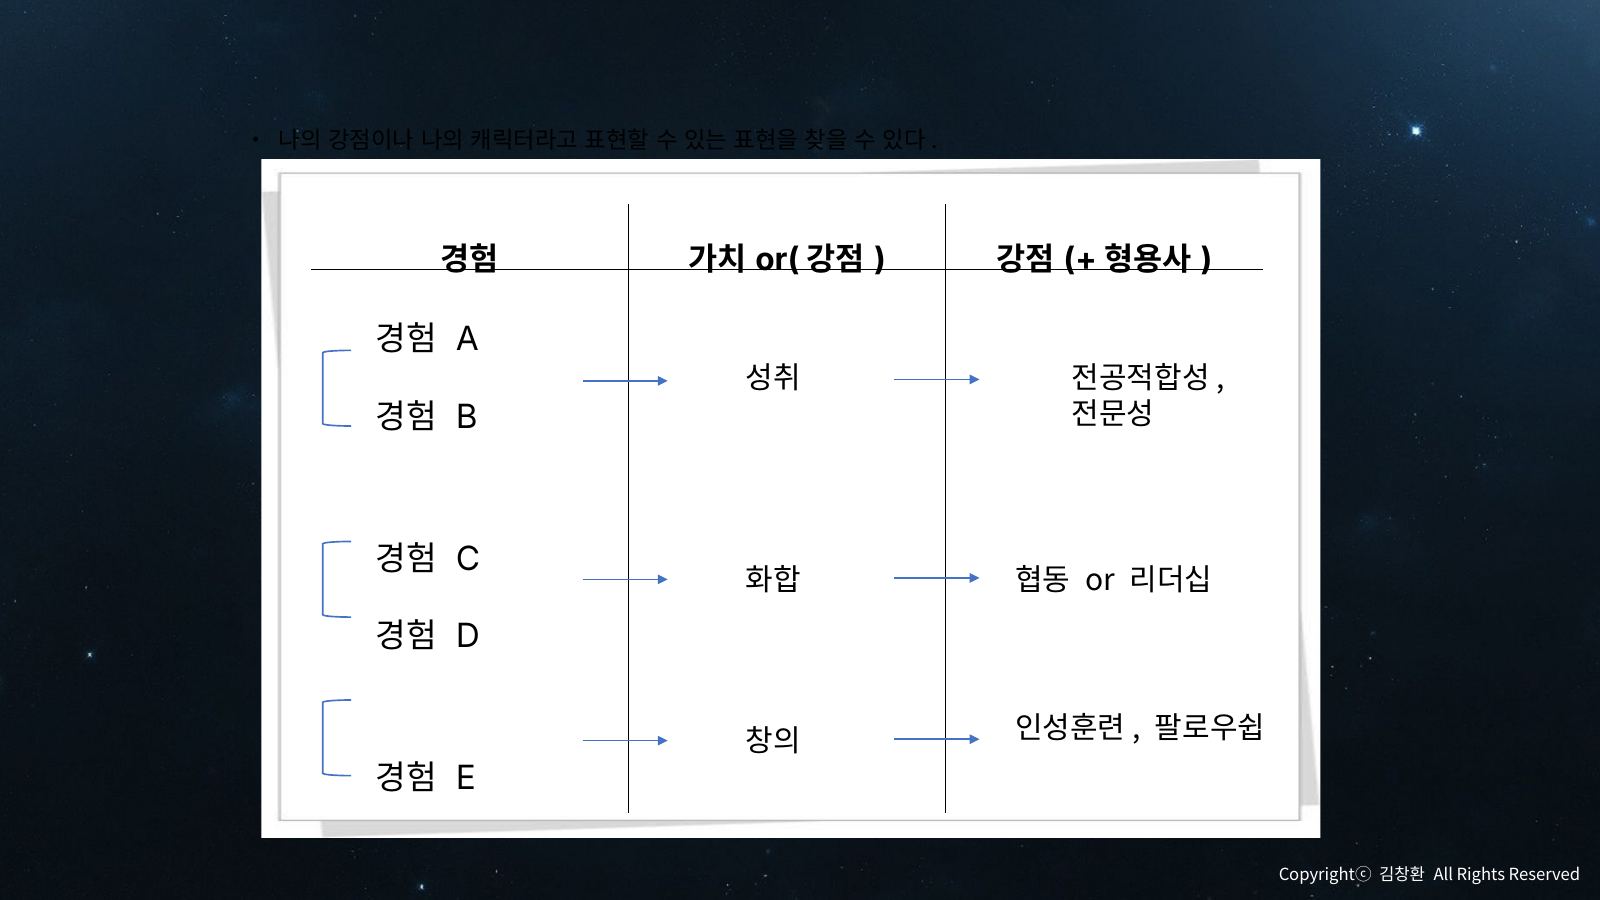 • 나의 강점이나 나의 캐릭터라고 표현할 수 있는 표현을 찾을 수 있다 .
경험 가치 or( 강점 ) 강점 (+ 형용사 )
경험 A
경험 B
성취
전공적합성 ,
전문성
경험 C
경험 D
화합
협동 or 리더십
경험 E
창의
인성훈련 , 팔로우쉽
Copyrightⓒ 김창환 All Rights Reserved